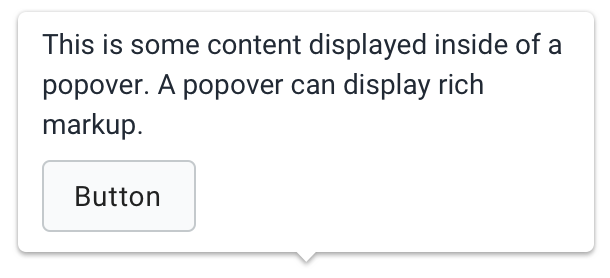 This is some content displayed inside of a
popover. A popover can display rich
markup.
Button